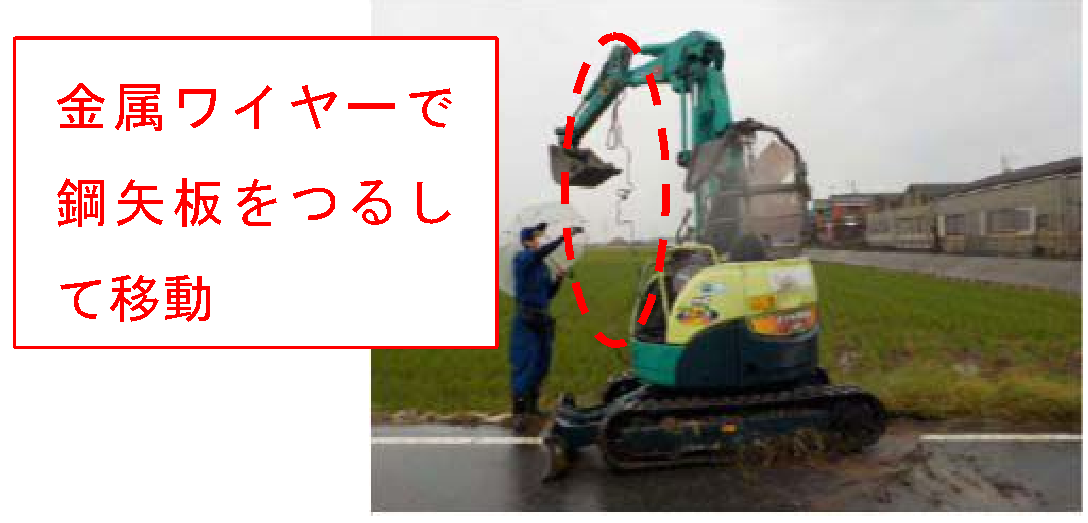 金属ワイヤーで
鋼矢板をつるし
て移動